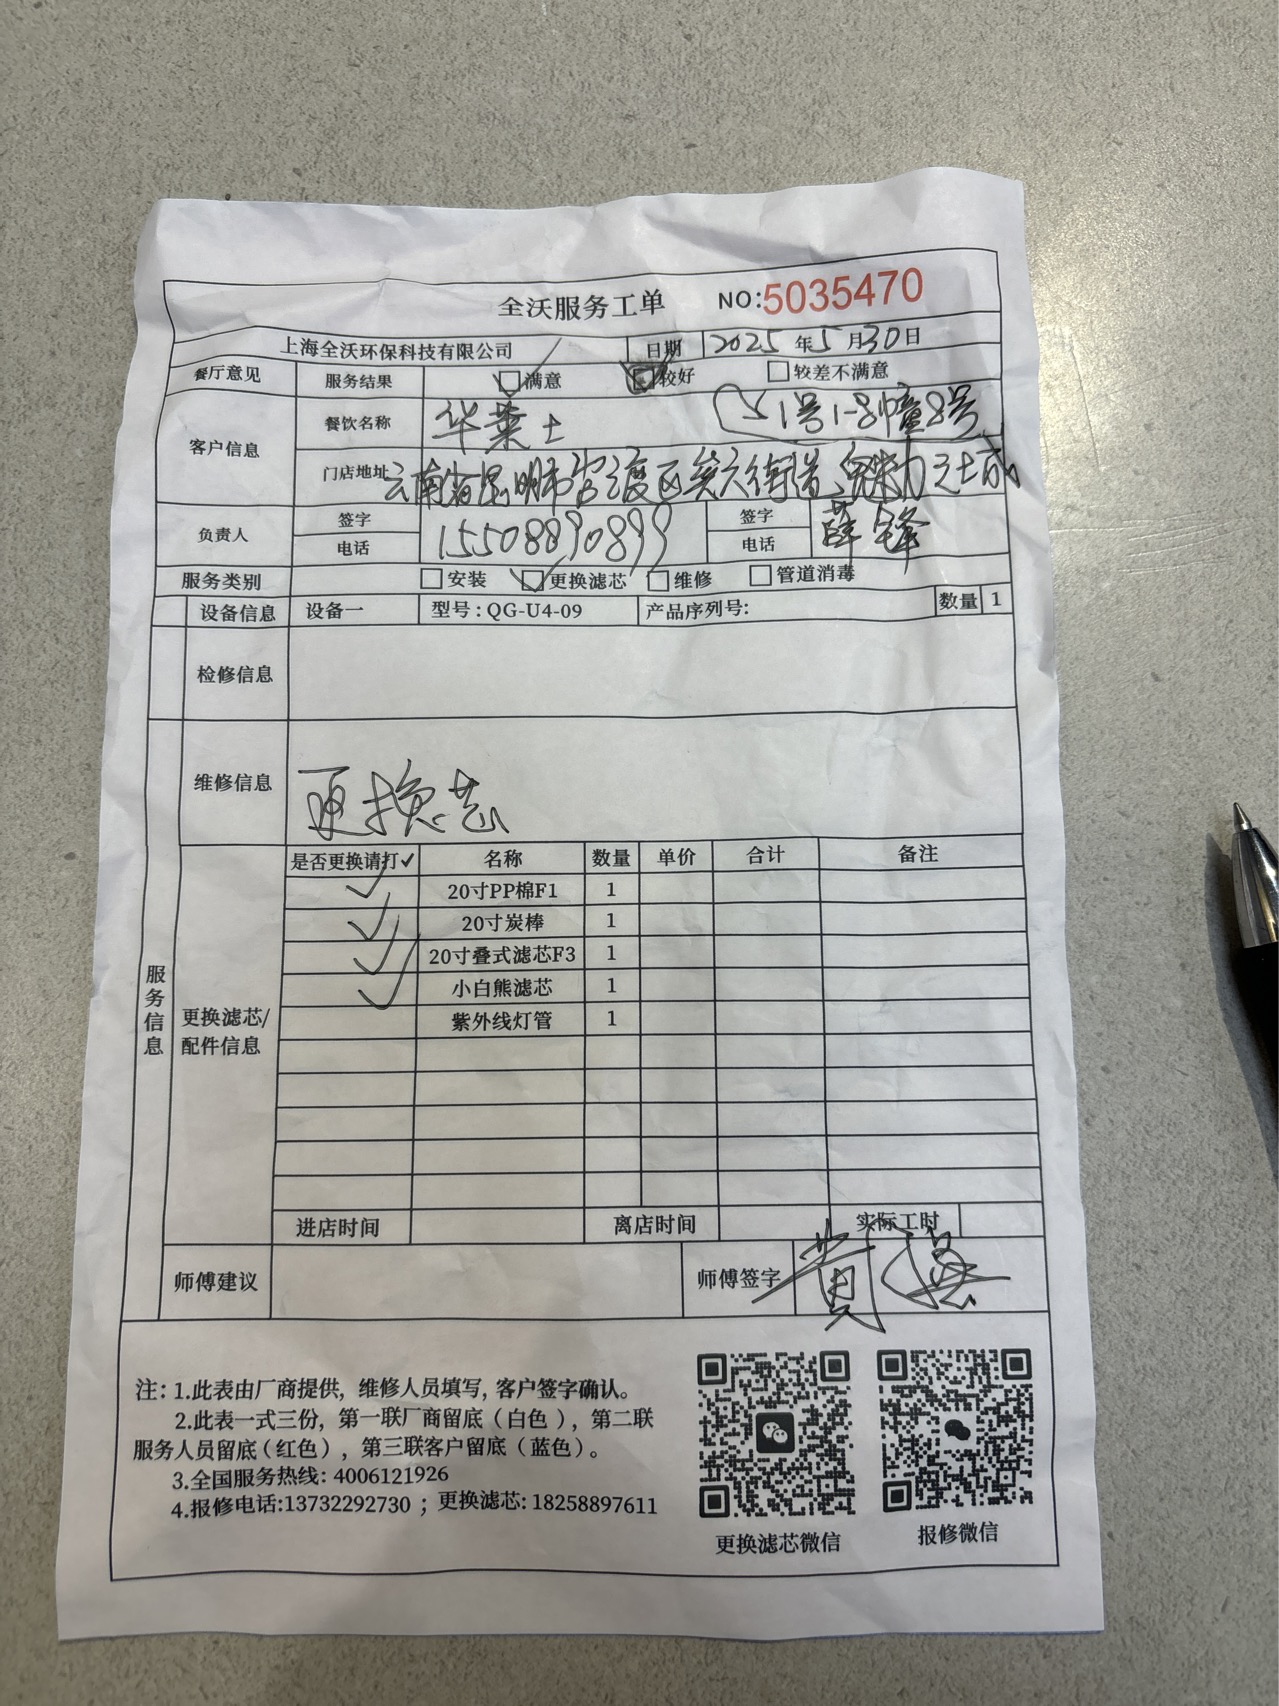 全沃服务工单 NO:5035470
上海全沃环保科技有限公司 日期 2025年5月30日
餐厅意见 服务结果 满意 较好 较差不满意
客户信息 餐饮名称 华莱士 1号1-8幢8号
门店地址 云南省昆明市官渡区矣六街道
负责人 签字 电话 15508890899 签字 电话 薛锋
服务类别 安装 更换滤芯 维修 管道消毒
设备信息 设备一 型号:QG-U4-09 产品序列号: 数量 1
检修信息
维修信息 更换芯
服务信息
更换滤芯/配件信息
是否更换请打✓ 名称 数量 单价 合计 备注
✓ 20寸PP棉F1 1
✓ 20寸炭棒 1
✓ 20寸叠式滤芯F3 1
✓ 小白熊滤芯 1
紫外线灯管 1
进店时间 离店时间 实际工时
师傅建议 师傅签字 黄
注:1.此表由厂商提供,维修人员填写,客户签字确认。
2.此表一式三份,第一联厂商留底(白色),第二联
服务人员留底(红色),第三联客户留底(蓝色)。
3.全国服务热线:4006121926
4.报修电话:13732292730;更换滤芯:18258897611
更换滤芯微信 报修微信